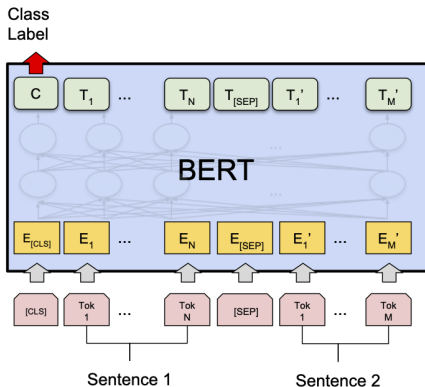 Class
Label
C T1 ... TN T[SEP] T1’ ... TM’
...
BERT
E[CLS] E1 ... EN E[SEP] E1’ ... EM’
[CLS] Tok 1 ... Tok N [SEP] Tok 1 ... Tok M
Sentence 1 Sentence 2